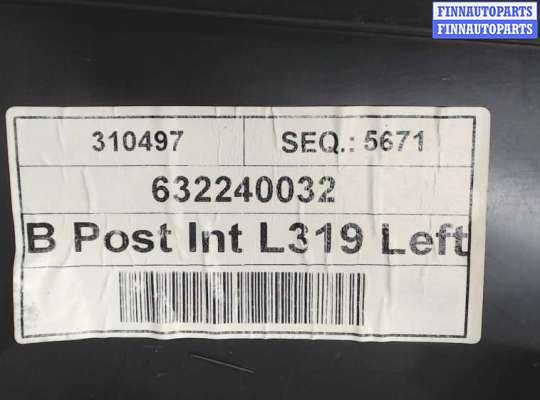 FINNAUTOPARTS
FINNAUTOPARTS
310497 SEQ.: 5671
632240032
B Post Int L319 Left